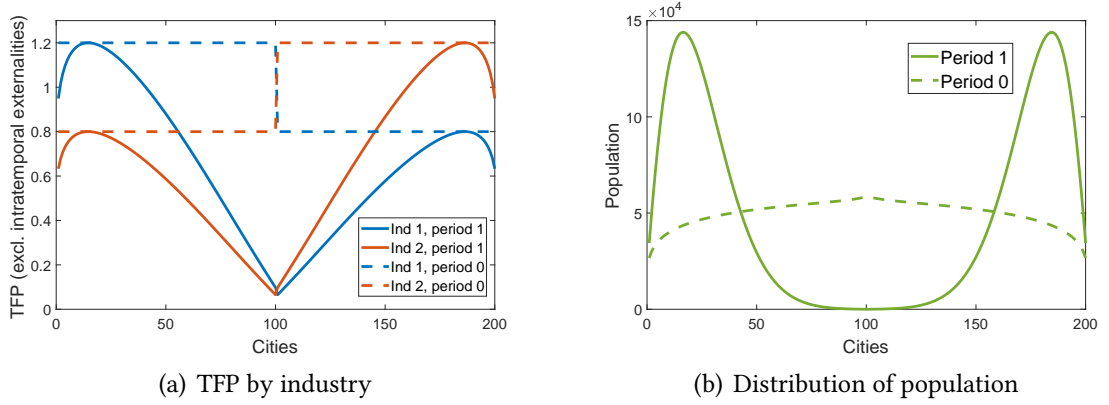 TFP (excl. intratemporal externalities)
1.2
1
0.8
0.6
0.4
0.2
0
0
50
100
150
200
Cities
Ind 1, period 1
Ind 2, period 1
Ind 1, period 0
Ind 2, period 0
(a) TFP by industry
×10⁴
Population
15
10
5
0
0
50
100
150
200
Cities
Period 1
Period 0
(b) Distribution of population